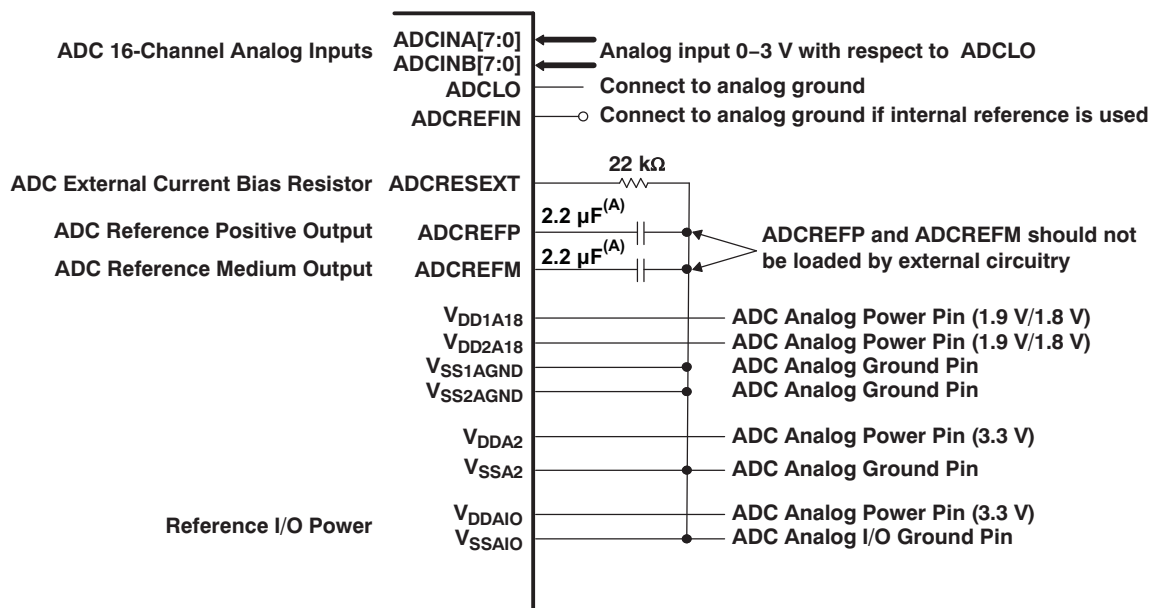 ADC 16-Channel Analog Inputs
ADCINA[7:0]
ADCINB[7:0]
Analog input 0–3 V with respect to ADCLO
ADCLO
Connect to analog ground
ADCREFIN
Connect to analog ground if internal reference is used
22 kΩ
ADC External Current Bias Resistor
ADCRESEXT
ADC Reference Positive Output
ADCREFP
2.2 µF(A)
ADC Reference Medium Output
ADCREFM
2.2 µF(A)
ADCREFP and ADCREFM should not
be loaded by external circuitry
VDD1A18
ADC Analog Power Pin (1.9 V/1.8 V)
VDD2A18
ADC Analog Power Pin (1.9 V/1.8 V)
VSS1AGND
ADC Analog Ground Pin
VSS2AGND
ADC Analog Ground Pin
VDDA2
ADC Analog Power Pin (3.3 V)
VSSA2
ADC Analog Ground Pin
Reference I/O Power
VDDAIO
ADC Analog Power Pin (3.3 V)
VSSAIO
ADC Analog I/O Ground Pin